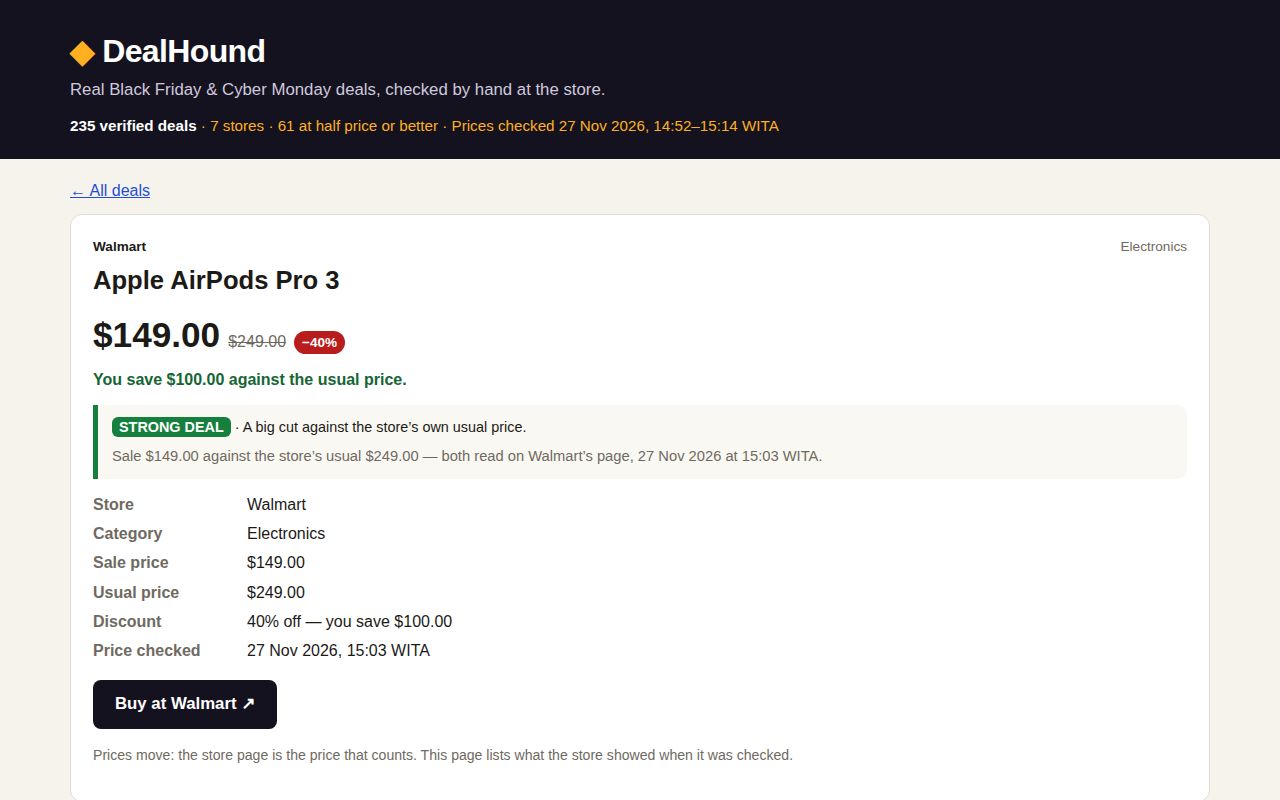 ◆ DealHound
Real Black Friday & Cyber Monday deals, checked by hand at the store.
235 verified deals · 7 stores · 61 at half price or better · Prices checked 27 Nov 2026, 14:52–15:14 WITA
← All deals
Walmart
Electronics
Apple AirPods Pro 3
$149.00 $249.00 −40%
You save $100.00 against the usual price.
STRONG DEAL · A big cut against the store’s own usual price.
Sale $149.00 against the store’s usual $249.00 — both read on Walmart’s page, 27 Nov 2026 at 15:03 WITA.
Store Walmart
Category Electronics
Sale price $149.00
Usual price $249.00
Discount 40% off — you save $100.00
Price checked 27 Nov 2026, 15:03 WITA
Buy at Walmart ↗
Prices move: the store page is the price that counts. This page lists what the store showed when it was checked.